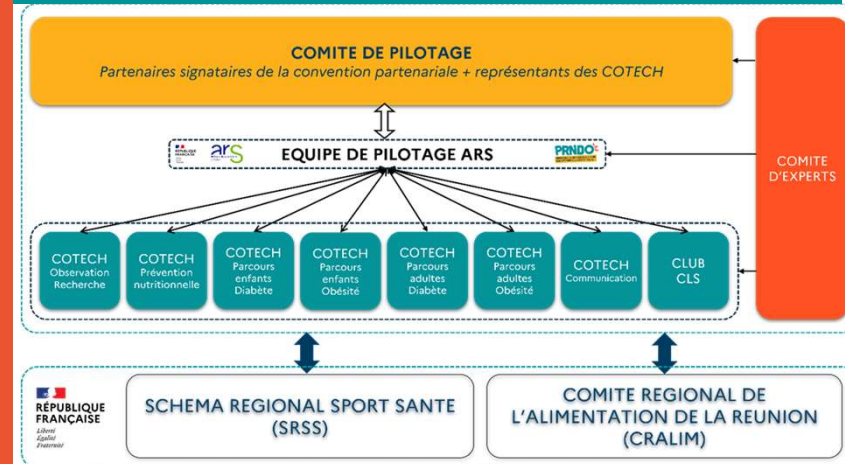 COMITE DE PILOTAGE
Partenaires signataires de la convention partenariale + représentants des COTECH
RÉPUBLIQUE
FRANÇAISE
ars
EQUIPE DE PILOTAGE ARS
PRNDO
COMITE
D'EXPERTS
COTECH
Observation
Recherche
COTECH
Prévention
nutritionnelle
COTECH
Parcours
enfants
Diabète
COTECH
Parcours
enfants
Obésité
COTECH
Parcours
adultes
Diabète
COTECH
Parcours
adultes
Obésité
COTECH
Communication
CLUB
CLS
RÉPUBLIQUE
FRANÇAISE
Liberté
Égalité
Fraternité
SCHEMA REGIONAL SPORT SANTE
(SRSS)
COMITE REGIONAL DE
L'ALIMENTATION DE LA REUNION
(CRALIM)